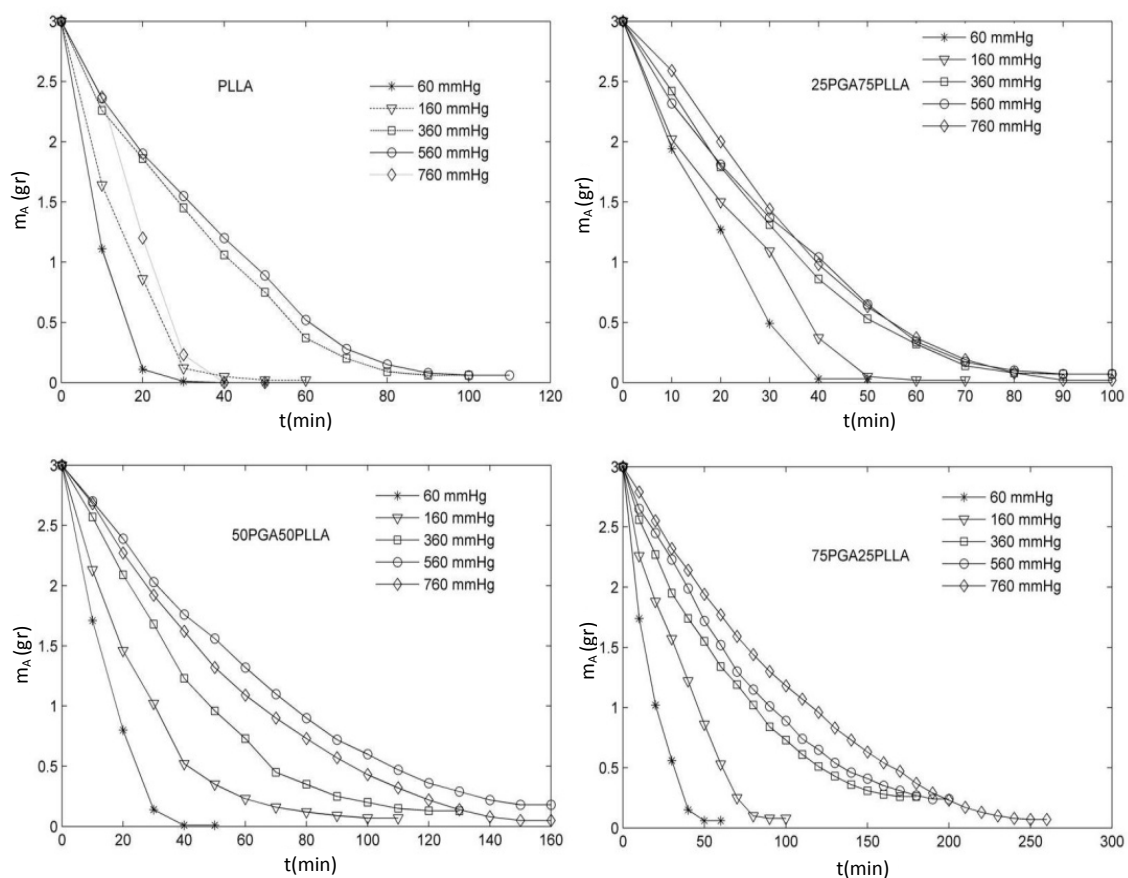 3
2.5
2
1.5
1
0.5
0
0
20
40
60
80
100
120
m_A (gr)
t(min)
PLLA
60 mmHg
160 mmHg
360 mmHg
560 mmHg
760 mmHg
3
2.5
2
1.5
1
0.5
0
0
10
20
30
40
50
60
70
80
90
100
m_A (gr)
t(min)
25PGA75PLLA
60 mmHg
160 mmHg
360 mmHg
560 mmHg
760 mmHg
3
2.5
2
1.5
1
0.5
0
0
20
40
60
80
100
120
140
160
m_A (gr)
t(min)
50PGA50PLLA
60 mmHg
160 mmHg
360 mmHg
560 mmHg
760 mmHg
3
2.5
2
1.5
1
0.5
0
0
50
100
150
200
250
300
m_A (gr)
t(min)
75PGA25PLLA
60 mmHg
160 mmHg
360 mmHg
560 mmHg
760 mmHg